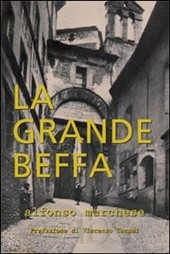 LA
GRANDE
BEFFA
alfonso marchese
Prefazione di Vincenzo Cerami